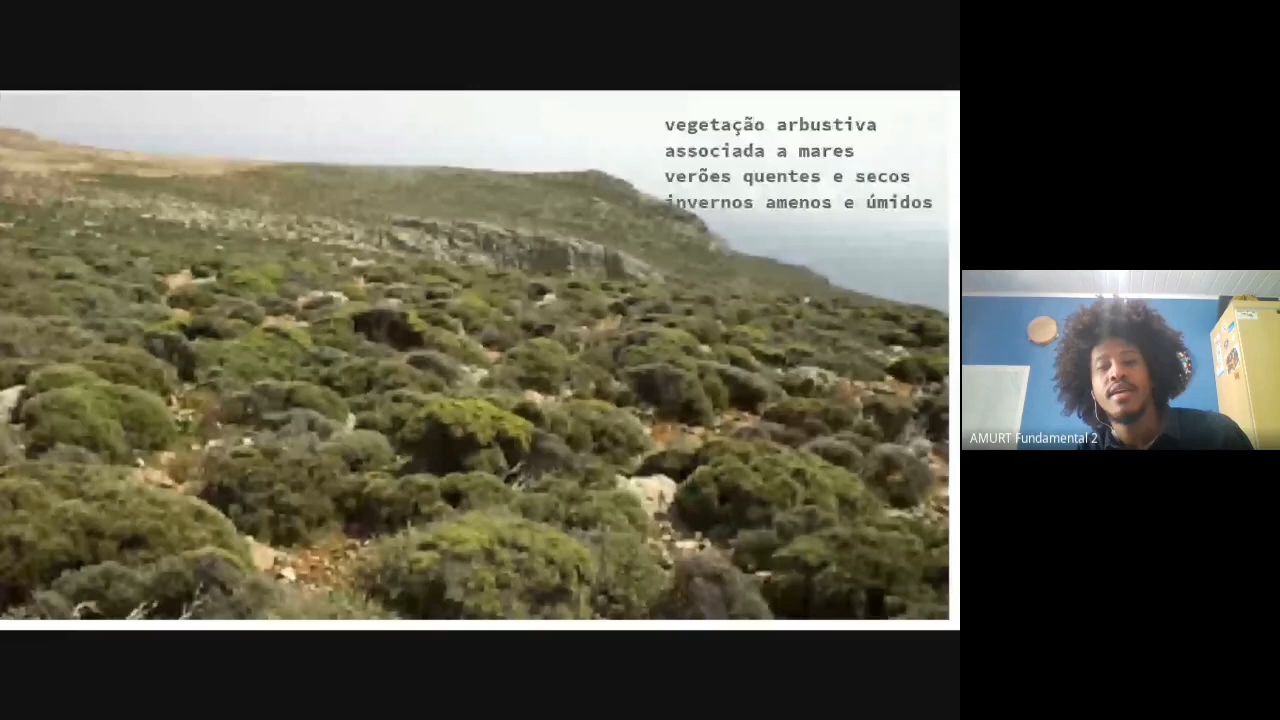 vegetação arbustiva
associada a mares
verões quentes e secos
invernos amenos e úmidos
AMURT Fundamental 2